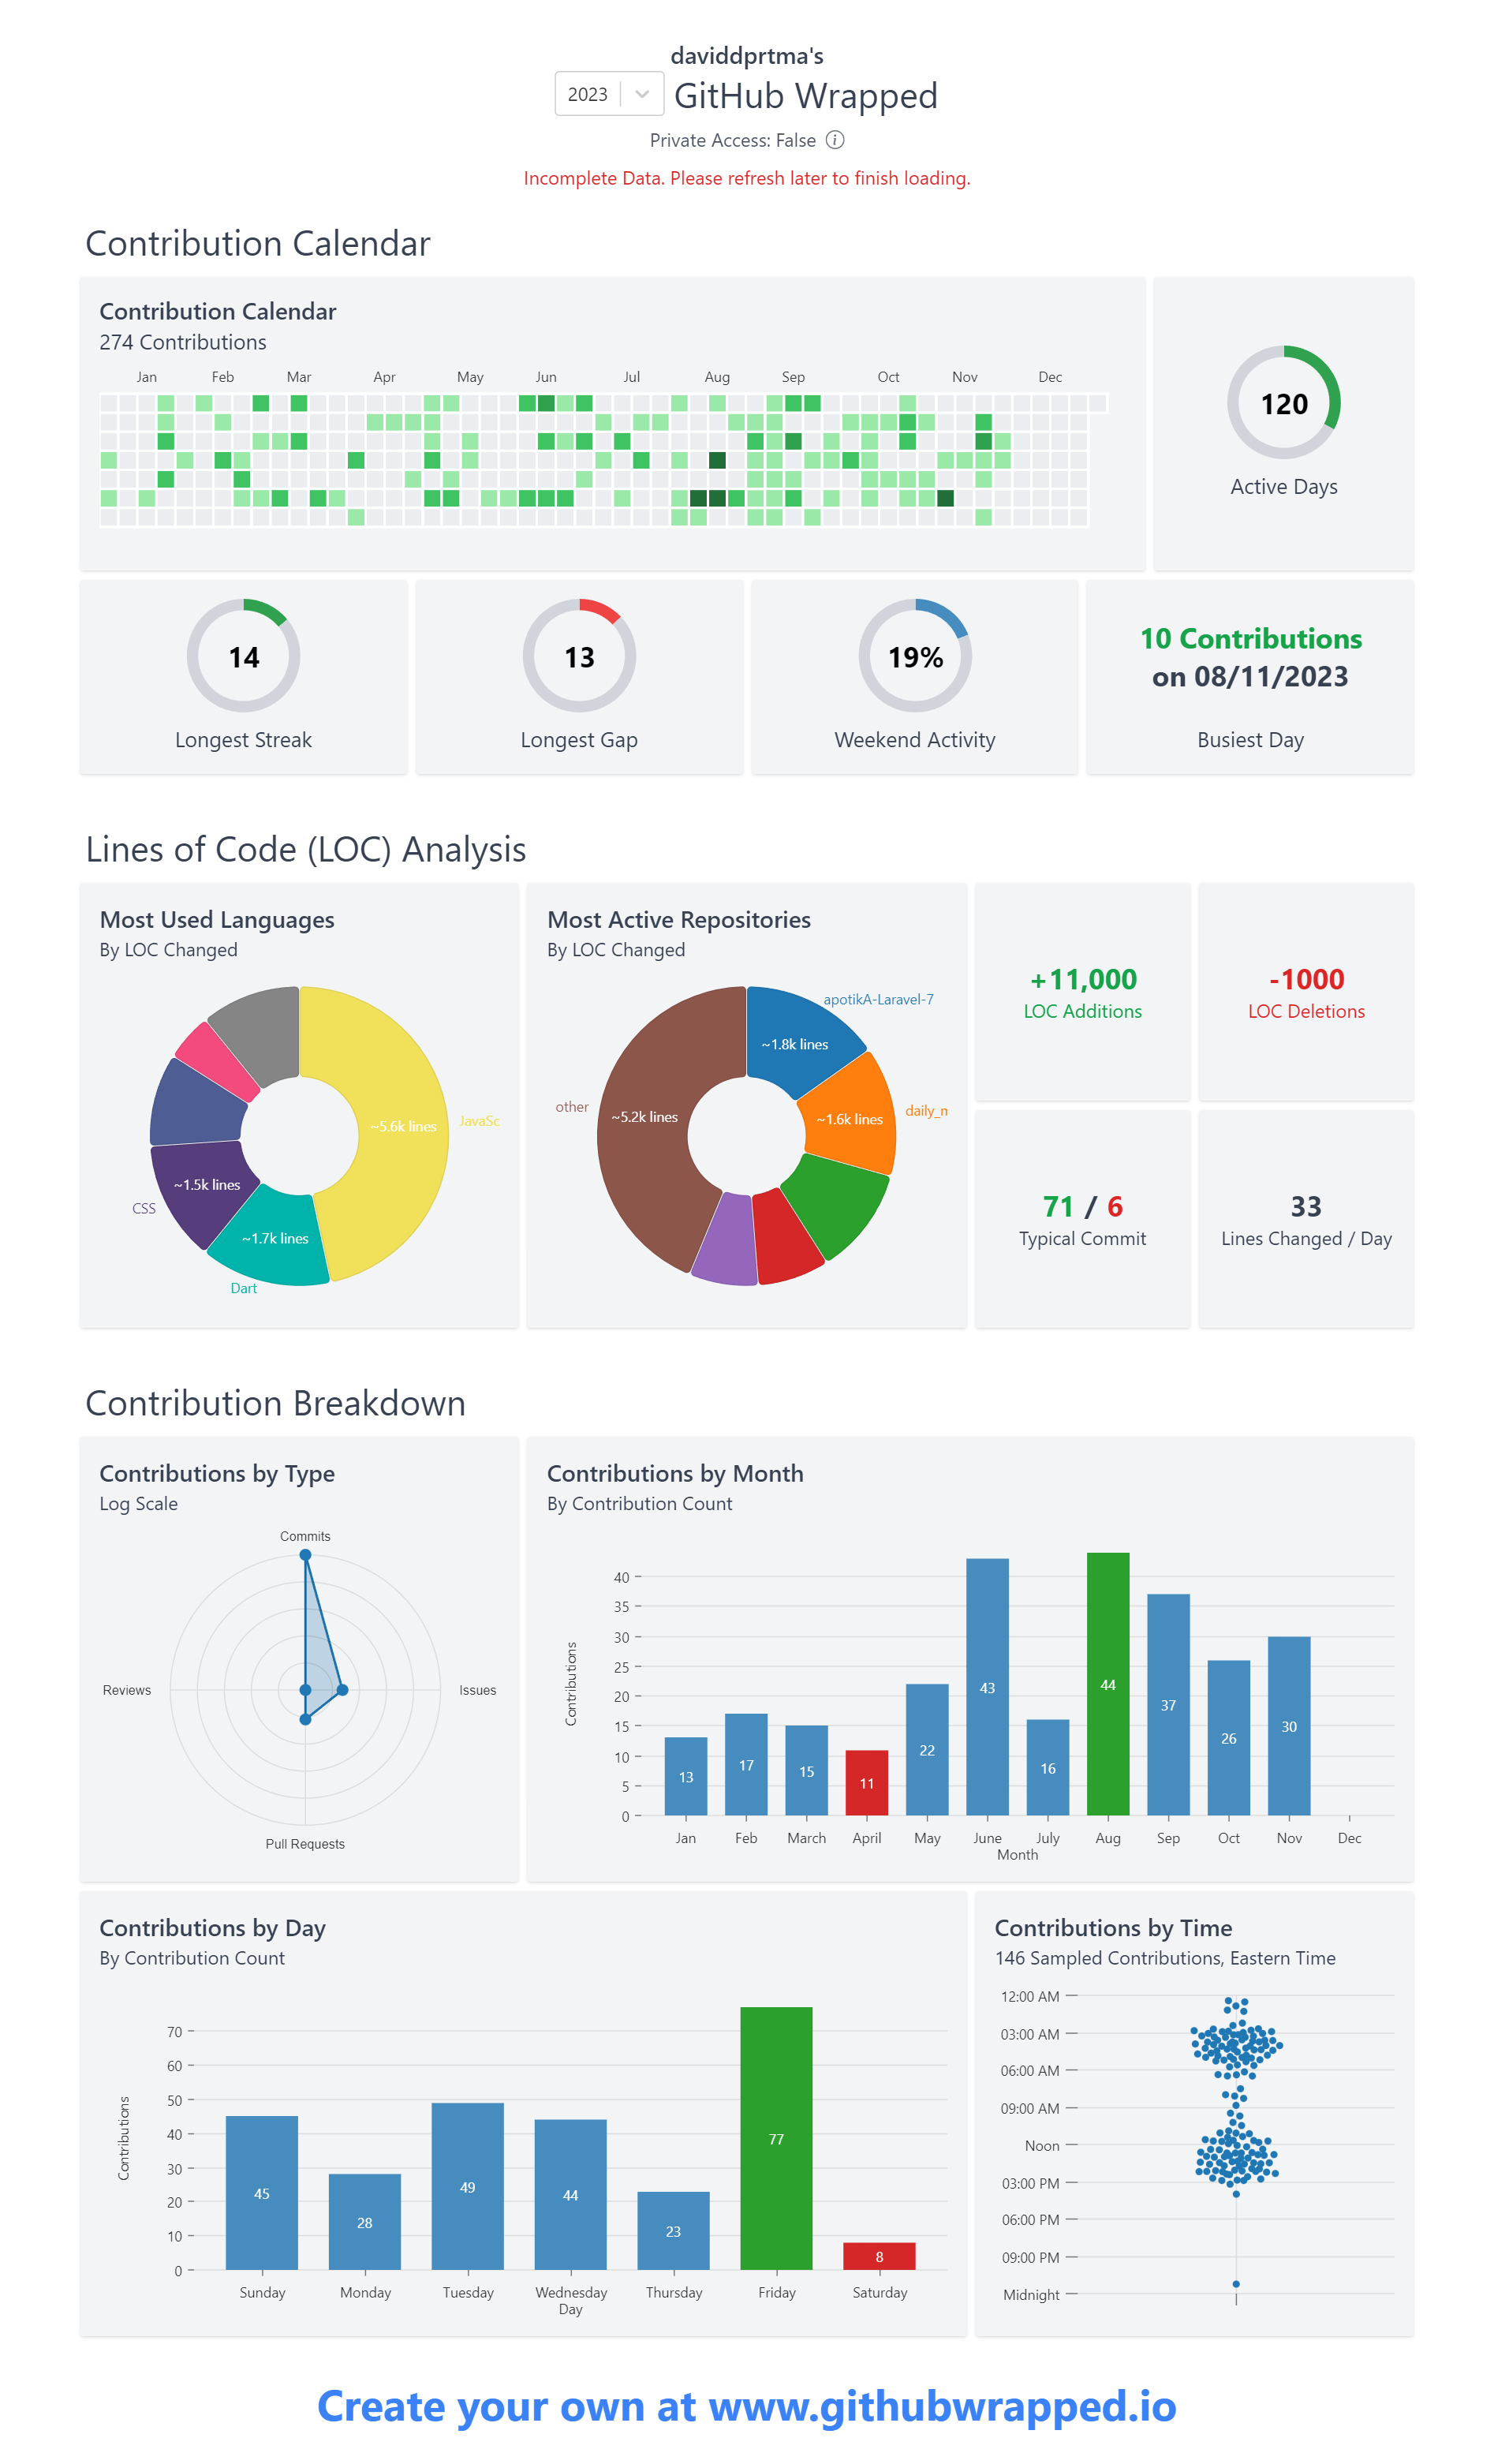 daviddprtma's
2023 GitHub Wrapped
Private Access: False
Incomplete Data. Please refresh later to finish loading.
Contribution Calendar
Contribution Calendar
274 Contributions
Jan Feb Mar Apr May Jun Jul Aug Sep Oct Nov Dec
120
Active Days
14
Longest Streak
13
Longest Gap
19%
Weekend Activity
10 Contributions
on 08/11/2023
Busiest Day
Lines of Code (LOC) Analysis
Most Used Languages
By LOC Changed
~5.6k lines
JavaSc
~1.5k lines
CSS
~1.7k lines
Dart
Most Active Repositories
By LOC Changed
apotikA-Laravel-7
~1.8k lines
other
~5.2k lines
~1.6k lines
daily_n
+11,000
LOC Additions
-1000
LOC Deletions
71 / 6
Typical Commit
33
Lines Changed / Day
Contribution Breakdown
Contributions by Type
Log Scale
Commits
Reviews
Issues
Pull Requests
Contributions by Month
By Contribution Count
Contributions
40
35
30
25
20
15
10
5
0
13 17 15 11 22 43 16 44 37 26 30
Jan Feb March April May June July Aug Sep Oct Nov Dec
Month
Contributions by Day
By Contribution Count
Contributions
70
60
50
40
30
20
10
0
45 28 49 44 23 77 8
Sunday Monday Tuesday Wednesday Thursday Friday Saturday
Day
Contributions by Time
146 Sampled Contributions, Eastern Time
12:00 AM
03:00 AM
06:00 AM
09:00 AM
Noon
03:00 PM
06:00 PM
09:00 PM
Midnight
Create your own at www.githubwrapped.io